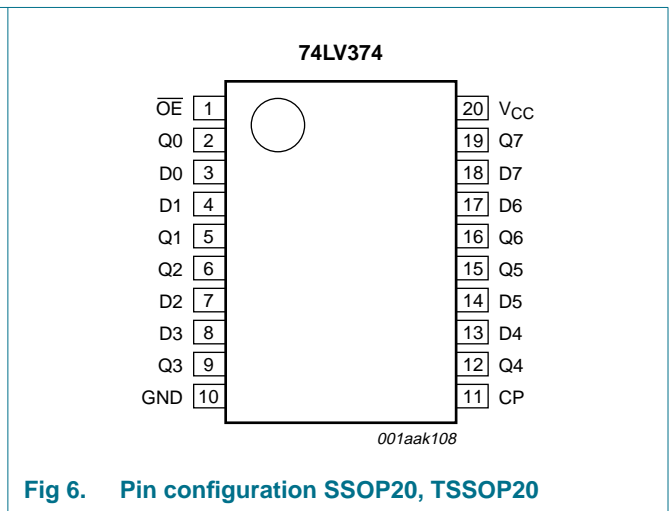 74LV374
OE 1 20 VCC
Q0 2 19 Q7
D0 3 18 D7
D1 4 17 D6
Q1 5 16 Q6
Q2 6 15 Q5
D2 7 14 D5
D3 8 13 D4
Q3 9 12 Q4
GND 10 11 CP
001aak108
Fig 6. Pin configuration SSOP20, TSSOP20